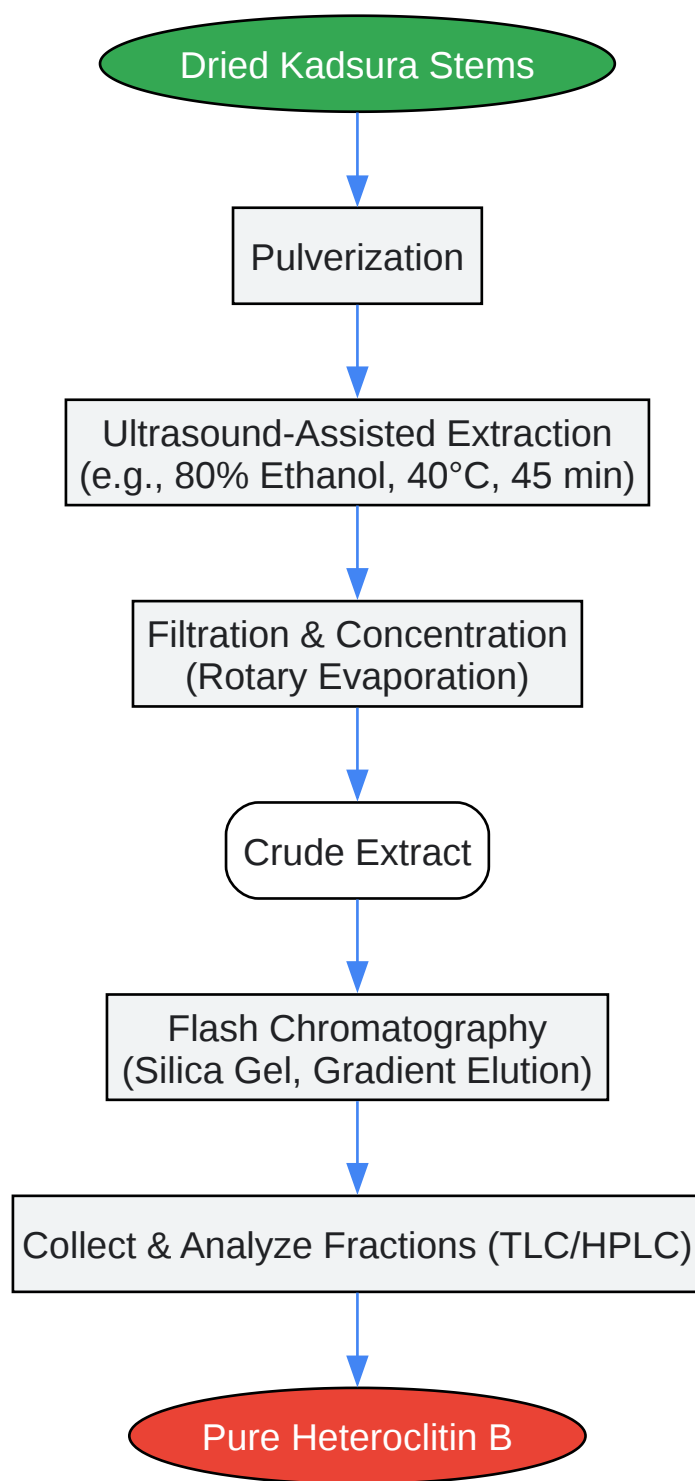 Dried Kadsura Stems
Pulverization
Ultrasound-Assisted Extraction
(e.g., 80% Ethanol, 40°C, 45 min)
Filtration & Concentration
(Rotary Evaporation)
Crude Extract
Flash Chromatography
(Silica Gel, Gradient Elution)
Collect & Analyze Fractions (TLC/HPLC)
Pure Heteroclitin B